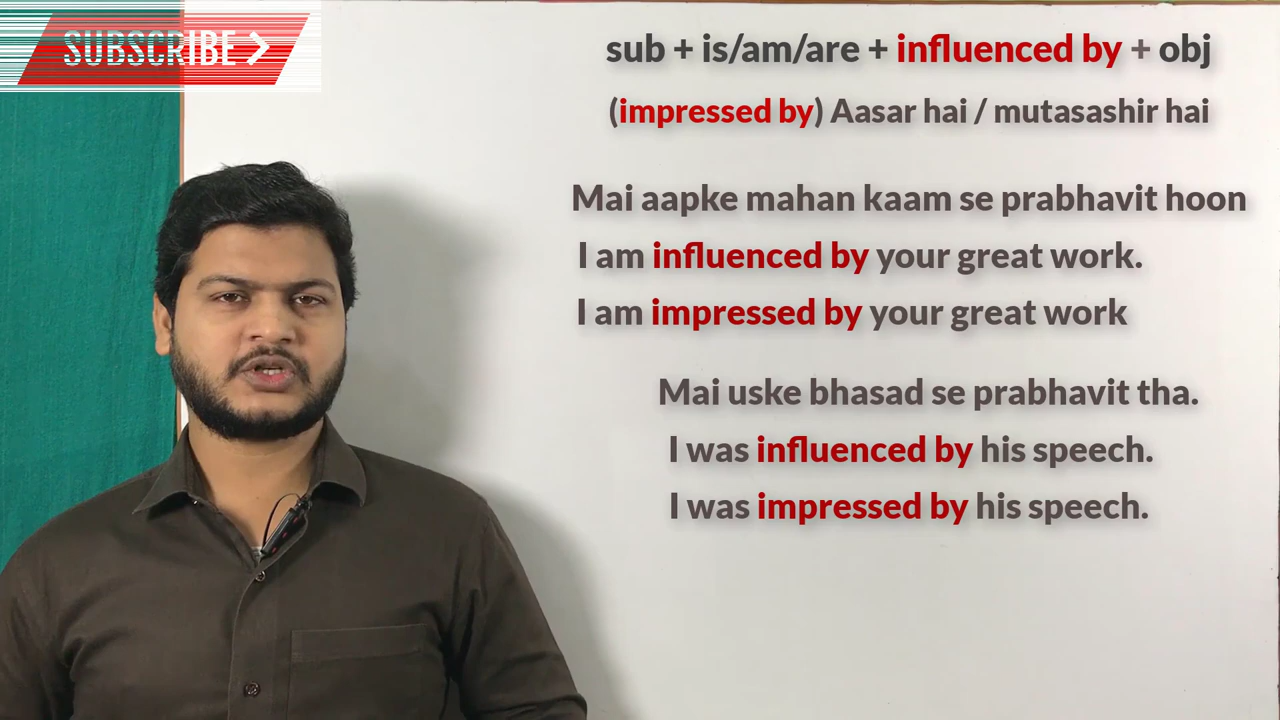 SUBSCRIBE
sub + is/am/are + influenced by + obj
(impressed by) Aasar hai / mutasashir hai
Mai aapke mahan kaam se prabhavit hoon
I am influenced by your great work.
I am impressed by your great work
Mai uske bhasad se prabhavit tha.
I was influenced by his speech.
I was impressed by his speech.